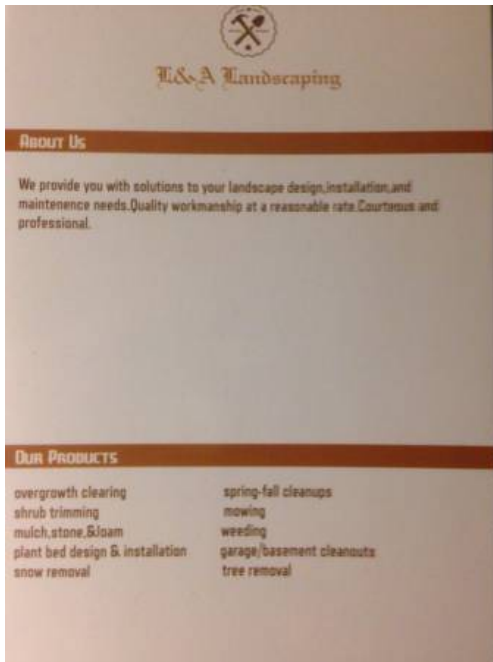 L&A Landscaping
About Us
We provide you with solutions to your landscape design,installation,and
maintenence needs.Quality workmanship at a reasonable rate.Courteous and
professional.
Our Products
overgrowth clearing
shrub trimming
mulch,stone,&loam
plant bed design & installation
snow removal
spring-fall cleanups
mowing
weeding
garage/basement cleanouts
tree removal